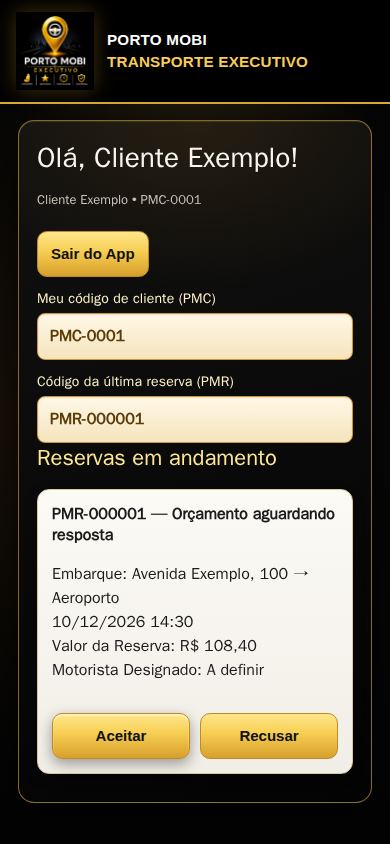 PORTO MOBI
EXECUTIVO
PORTO MOBI
TRANSPORTE EXECUTIVO
Olá, Cliente Exemplo!
Cliente Exemplo • PMC-0001
Sair do App
Meu código de cliente (PMC)
PMC-0001
Código da última reserva (PMR)
PMR-000001
Reservas em andamento
PMR-000001 — Orçamento aguardando
resposta
Embarque: Avenida Exemplo, 100 →
Aeroporto
10/12/2026 14:30
Valor da Reserva: R$ 108,40
Motorista Designado: A definir
Aceitar
Recusar